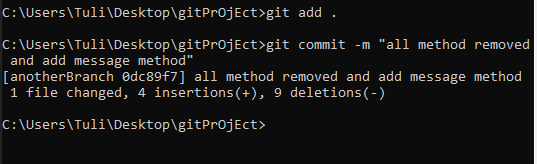 C:\Users\Tuli\Desktop\gitPrOjEct>git add .
C:\Users\Tuli\Desktop\gitPrOjEct>git commit -m "all method removed
and add message method"
[anotherBranch 0dc89f7] all method removed and add message method
1 file changed, 4 insertions(+), 9 deletions(-)
C:\Users\Tuli\Desktop\gitPrOjEct>